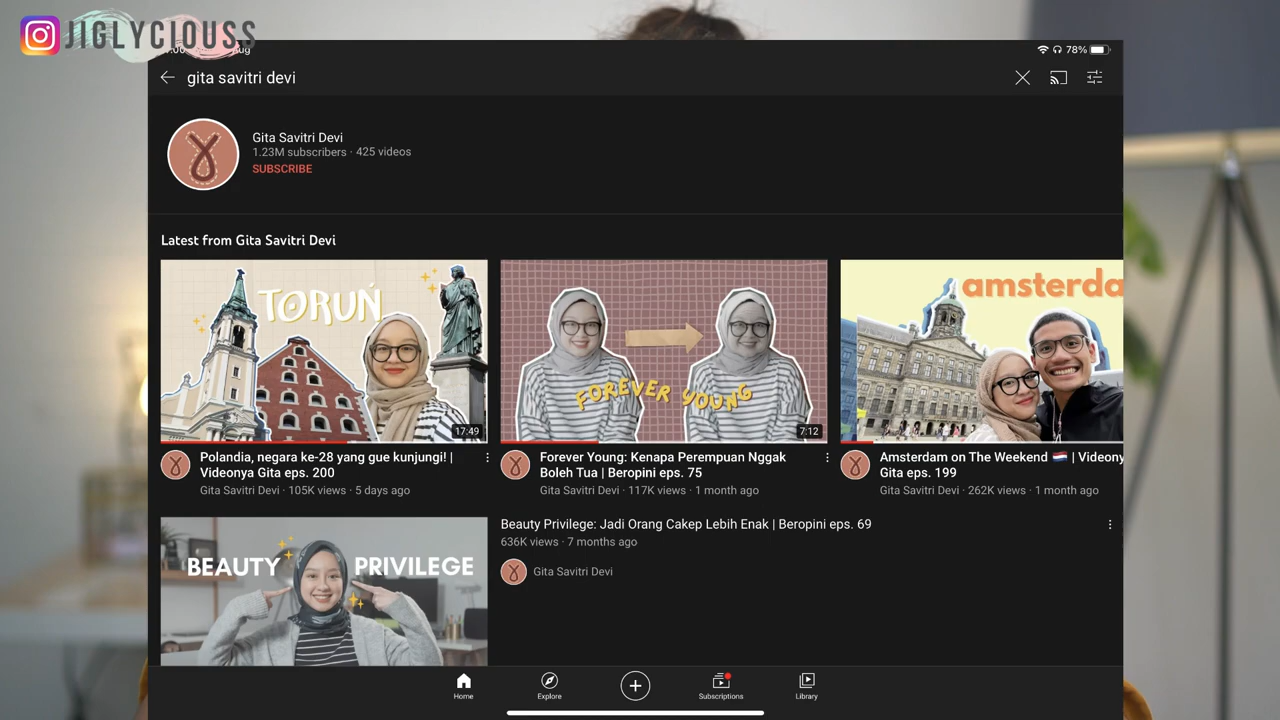 JIGLYCIOUSS
78%
gita savitri devi
Gita Savitri Devi
1.23M subscribers · 425 videos
SUBSCRIBE
Latest from Gita Savitri Devi
TORUŃ
17:49
FOREVER YOUNG
7:12
amsterda
Polandia, negara ke-28 yang gue kunjungi! |
Videonya Gita eps. 200
Gita Savitri Devi · 105K views · 5 days ago
Forever Young: Kenapa Perempuan Nggak
Boleh Tua | Beropini eps. 75
Gita Savitri Devi · 117K views · 1 month ago
Amsterdam on The Weekend 🇳🇱 | Videony
Gita eps. 199
Gita Savitri Devi · 262K views · 1 month ago
BEAUTY PRIVILEGE
Beauty Privilege: Jadi Orang Cakep Lebih Enak | Beropini eps. 69
636K views · 7 months ago
Gita Savitri Devi
Home
Explore
Subscriptions
Library